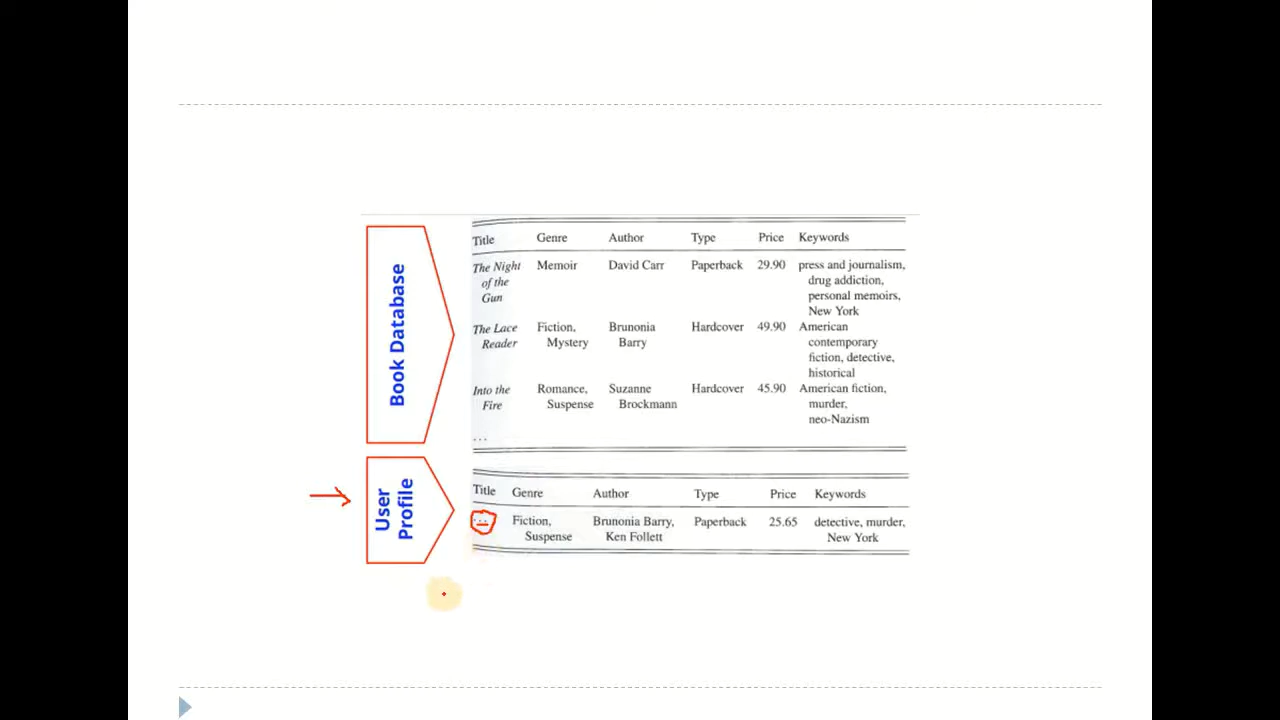 Book Database
Title Genre Author Type Price Keywords
The Night Memoir David Carr Paperback 29.90 press and journalism,
of the drug addiction,
Gun personal memoirs,
New York
The Lace Fiction, Brunonia Hardcover 49.90 American
Reader Mystery Barry contemporary
fiction, detective,
historical
Into the Romance, Suzanne Hardcover 45.90 American fiction,
Fire Suspense Brockmann murder,
neo-Nazism
...
User
Profile
Title Genre Author Type Price Keywords
... Fiction, Brunonia Barry, Paperback 25.65 detective, murder,
Suspense Ken Follett New York